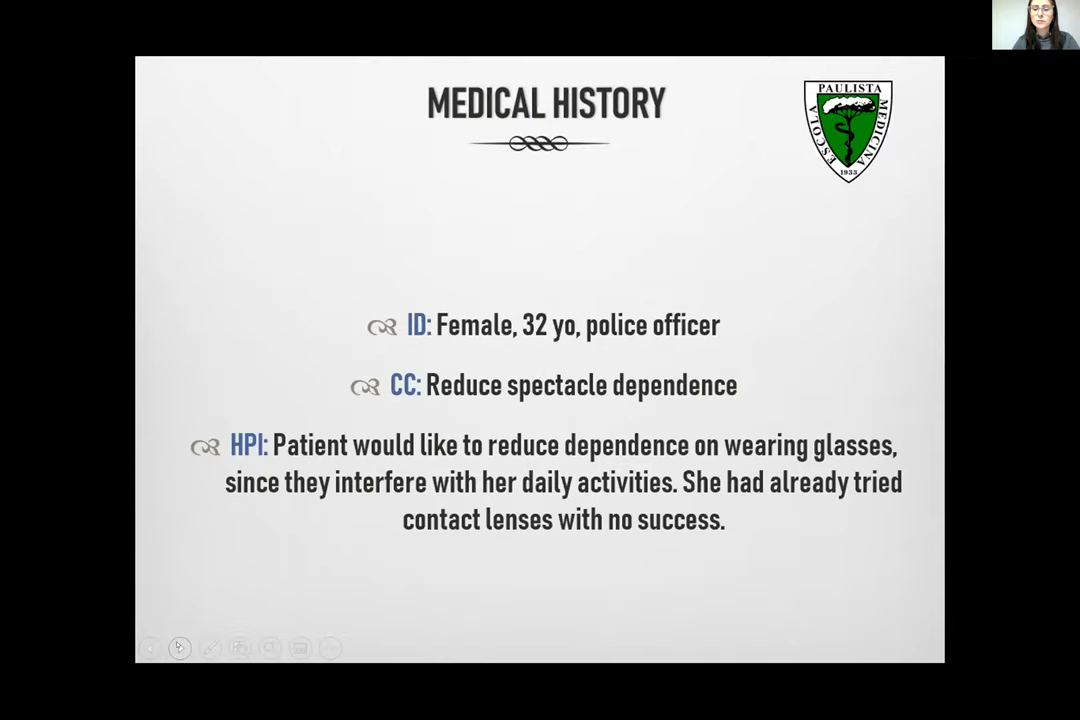 MEDICAL HISTORY
PAULISTA
ESCOLA
MEDICINA
1933
ID: Female, 32 yo, police officer
CC: Reduce spectacle dependence
HPI: Patient would like to reduce dependence on wearing glasses,
since they interfere with her daily activities. She had already tried
contact lenses with no success.